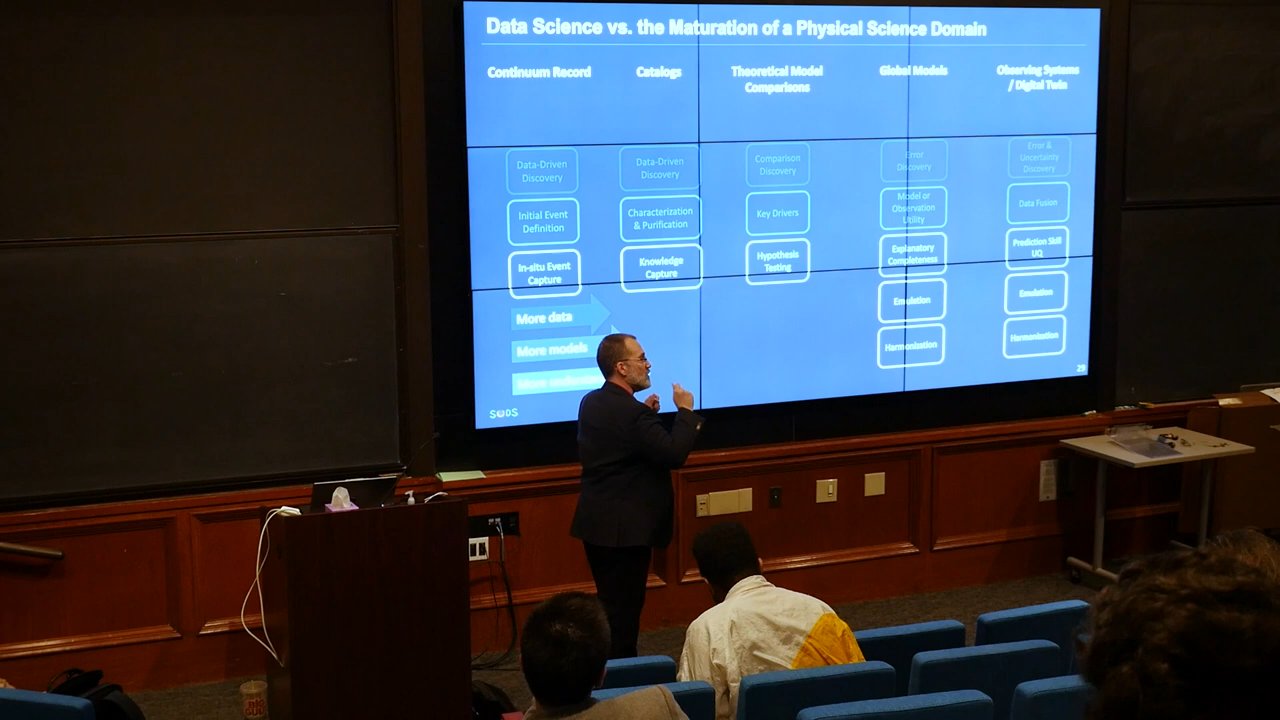 Data Science vs. the Maturation of a Physical Science Domain
Continuum Record
Catalogs
Theoretical Model
Comparisons
Global Models
Observing Systems
/ Digital Twin
Data-Driven
Discovery
Initial Event
Definition
In-situ Event
Capture
Data-Driven
Discovery
Characterization
& Purification
Knowledge
Capture
Comparison
Discovery
Key Drivers
Hypothesis
Testing
Error
Discovery
Model or
Observation
Utility
Explanatory
Completeness
Emulation
Harmonization
Error &
Uncertainty
Discovery
Data Fusion
Prediction Skill
UQ
Emulation
Harmonization
More data
More models
More
29